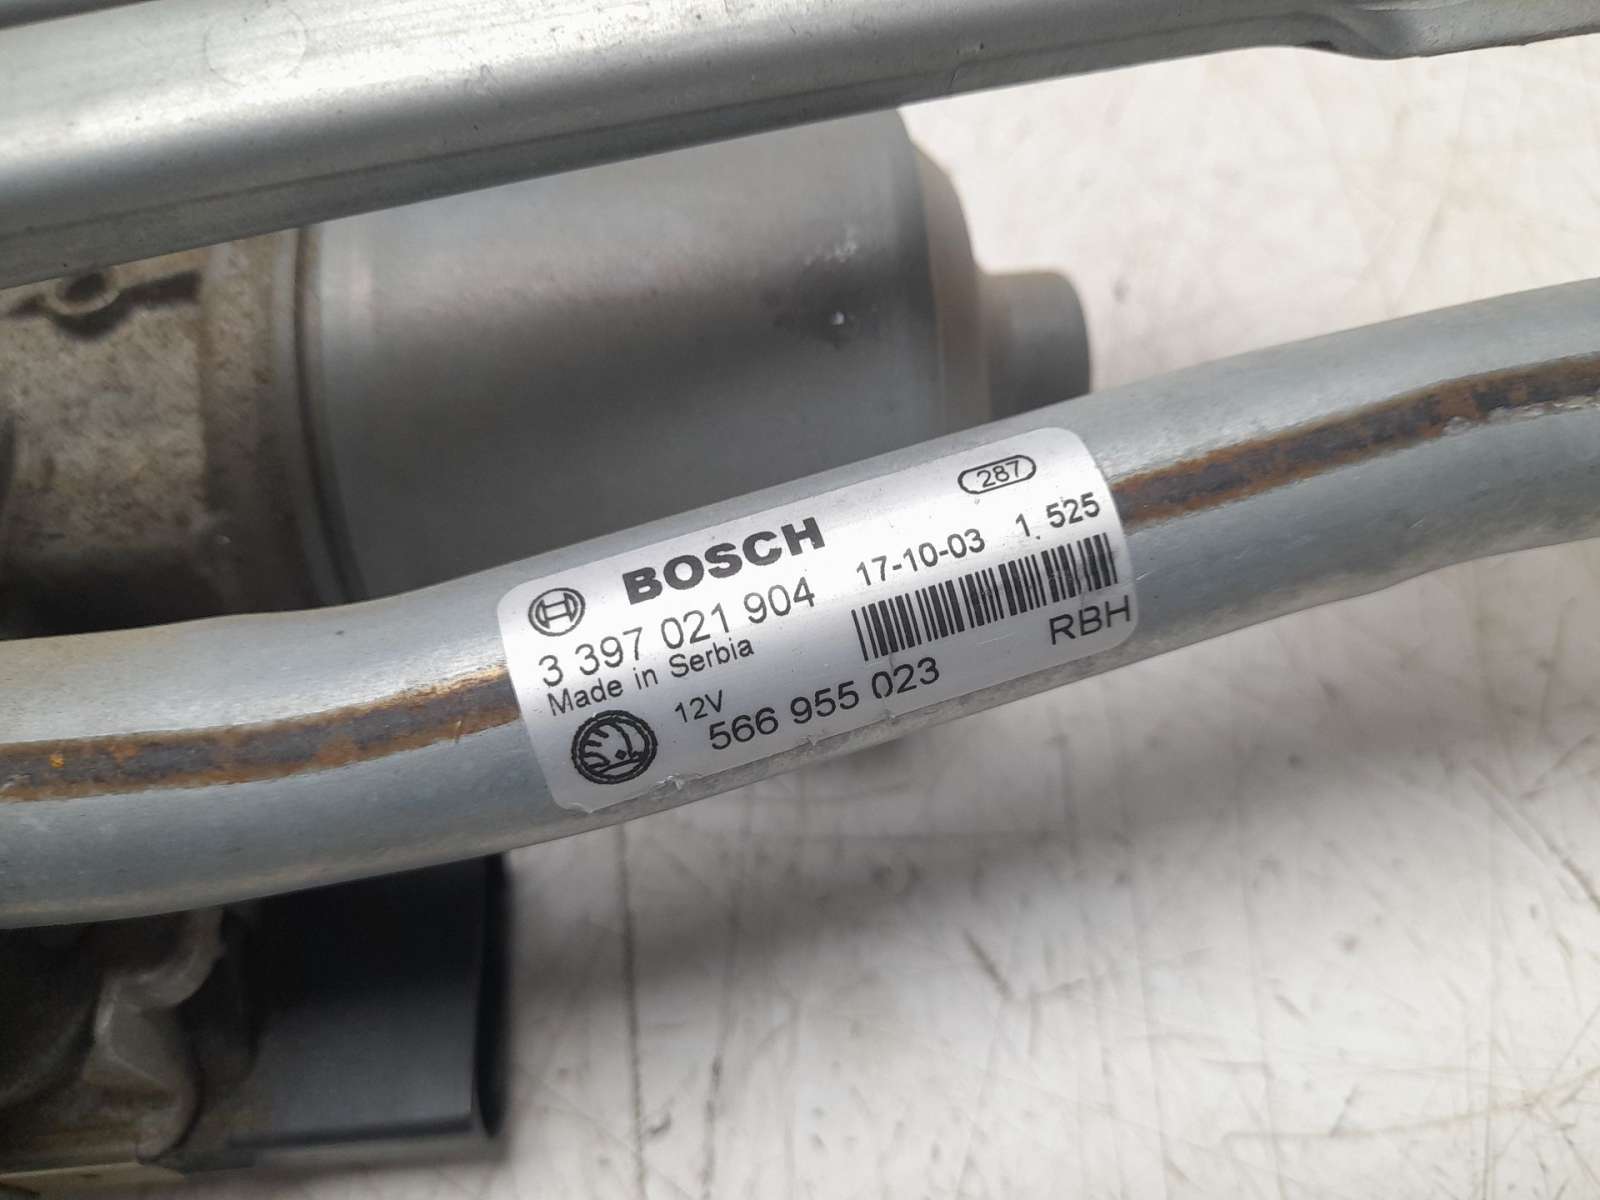 287
BOSCH 17-10-03 1 525
3 397 021 904
Made in Serbia RBH
12V
566 955 023